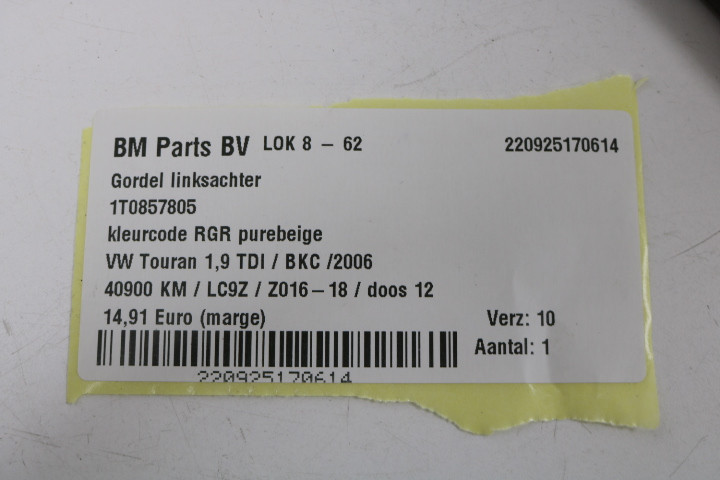 BM Parts BV LOK 8 - 62 220925170614
Gordel linksachter
1T0857805
kleurcode RGR purebeige
VW Touran 1,9 TDI / BKC /2006
40900 KM / LC9Z / Z016-18 / doos 12
14,91 Euro (marge) Verz: 10
Aantal: 1
220925170614